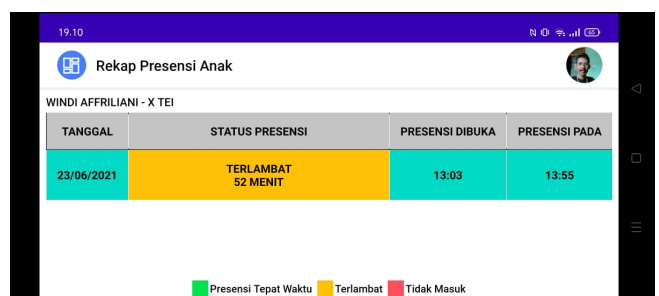 19.10
65
Rekap Presensi Anak
WINDI AFFRILIANI - X TEI
TANGGAL STATUS PRESENSI PRESENSI DIBUKA PRESENSI PADA
23/06/2021 TERLAMBAT 52 MENIT 13:03 13:55
Presensi Tepat Waktu Terlambat Tidak Masuk